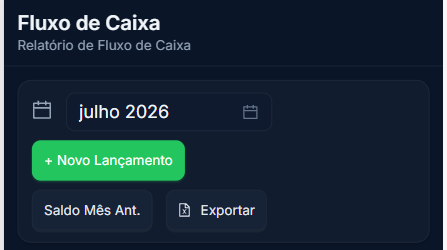 Fluxo de Caixa
Relatório de Fluxo de Caixa
julho 2026
+ Novo Lançamento
Saldo Mês Ant.
Exportar